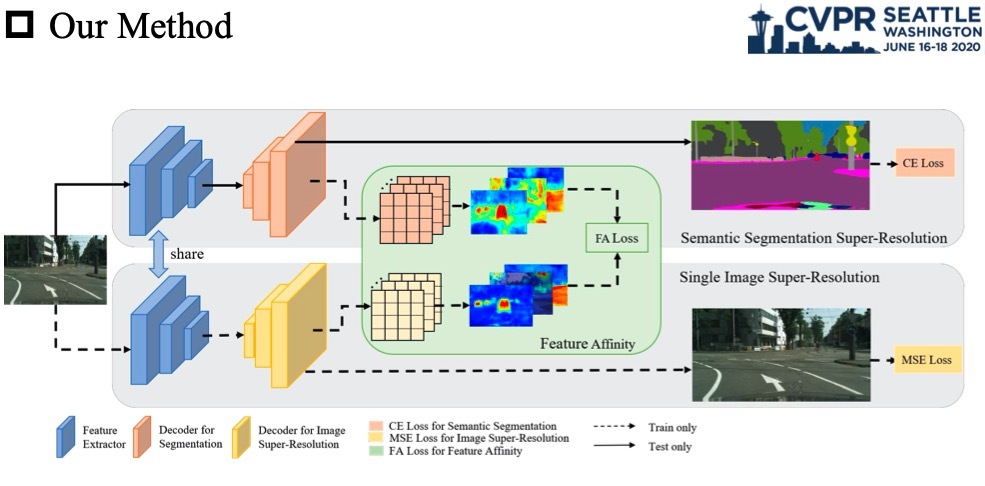 Our Method
CVPR SEATTLE
WASHINGTON
JUNE 16-18 2020
CE Loss
share
FA Loss
Semantic Segmentation Super-Resolution
Single Image Super-Resolution
Feature Affinity
MSE Loss
Feature
Extractor
Decoder for
Segmentation
Decoder for Image
Super-Resolution
CE Loss for Semantic Segmentation
MSE Loss for Image Super-Resolution
FA Loss for Feature Affinity
Train only
Test only